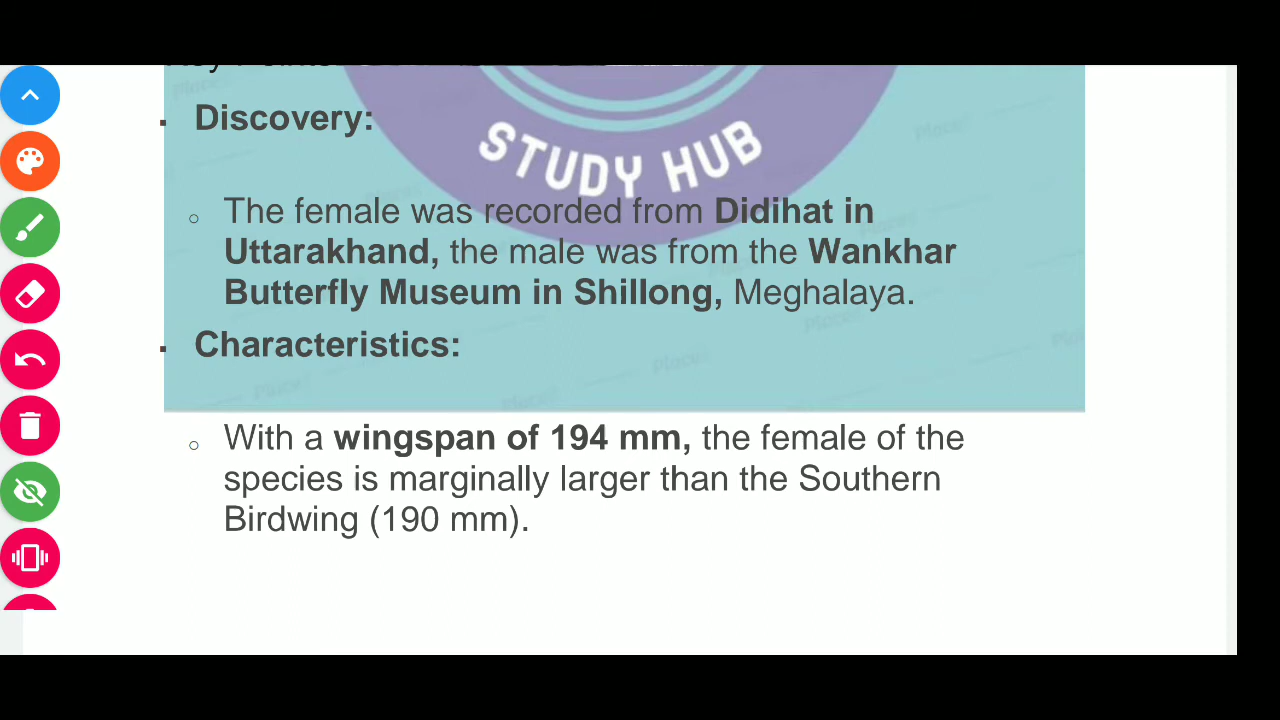 STUDY HUB
▪ Discovery:
○ The female was recorded from Didihat in
Uttarakhand, the male was from the Wankhar
Butterfly Museum in Shillong, Meghalaya.
▪ Characteristics:
○ With a wingspan of 194 mm, the female of the
species is marginally larger than the Southern
Birdwing (190 mm).